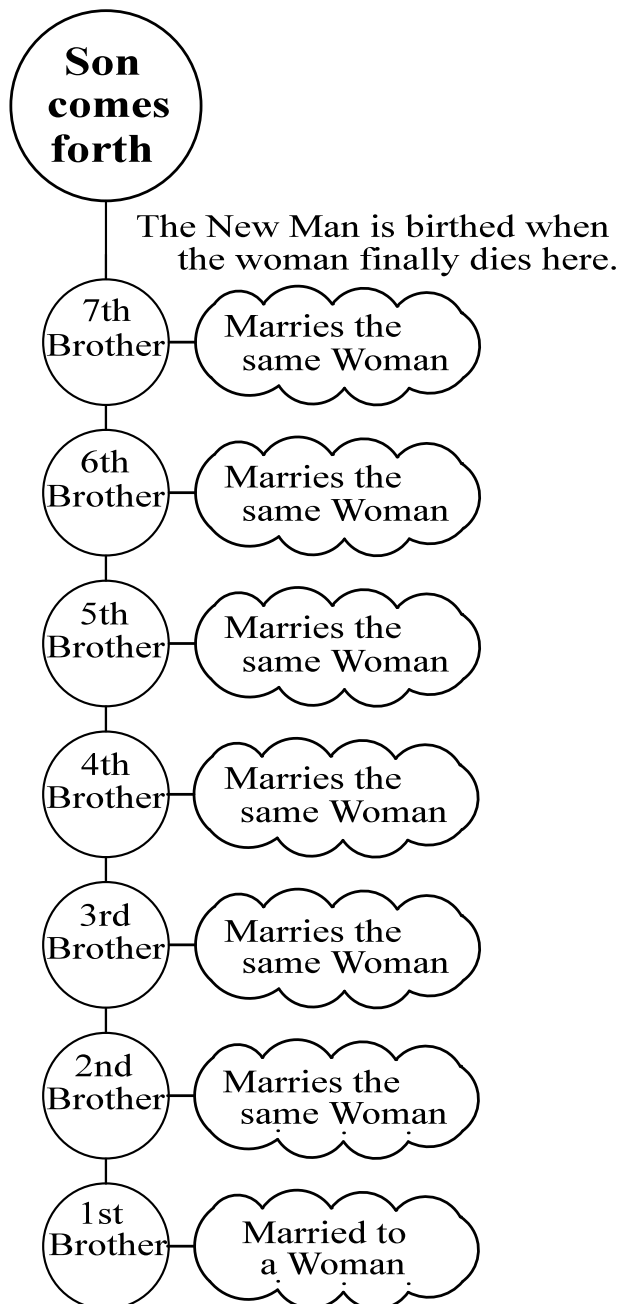 Son
comes
forth
The New Man is birthed when
the woman finally dies here.
7th
Brother
Marries the
same Woman
6th
Brother
Marries the
same Woman
5th
Brother
Marries the
same Woman
4th
Brother
Marries the
same Woman
3rd
Brother
Marries the
same Woman
2nd
Brother
Marries the
same Woman
1st
Brother
Married to
a Woman